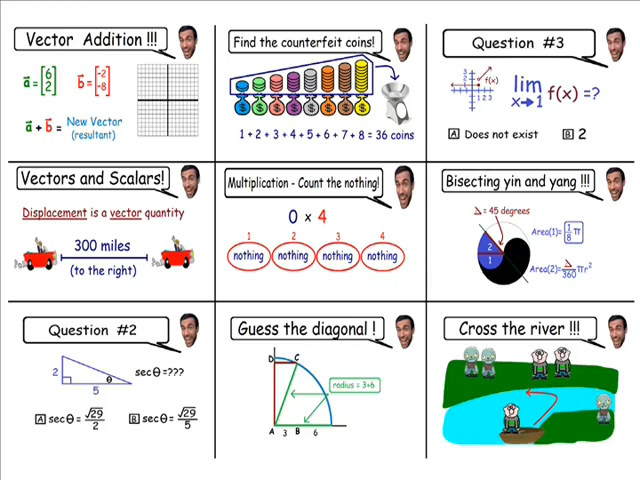 Vector Addition !!!
a = [6 2] b = [-2 -8]
a + b = New Vector
(resultant)
Find the counterfeit coins!
$ $ $ $ $ $ $ $
1 + 2 + 3 + 4 + 5 + 6 + 7 + 8 = 36 coins
Question #3
3
2
1
f(x)
1 2 3
lim f(x) = ?
x→1
A Does not exist B 2
Vectors and Scalars!
Displacement is a vector quantity
300 miles
(to the right)
Multiplication - Count the nothing!
0 x 4
1 2 3 4
nothing nothing nothing nothing
Bisecting yin and yang !!!
Δ = 45 degrees
2
1
Area(1) = 1/8 π
Area(2) = Δ/360 πr²
Question #2
2
θ
5
secθ = ???
A secθ = √29/2 B secθ = √29/5
Guess the diagonal !
D C
radius = 3+6
A 3 B 6
Cross the river !!!